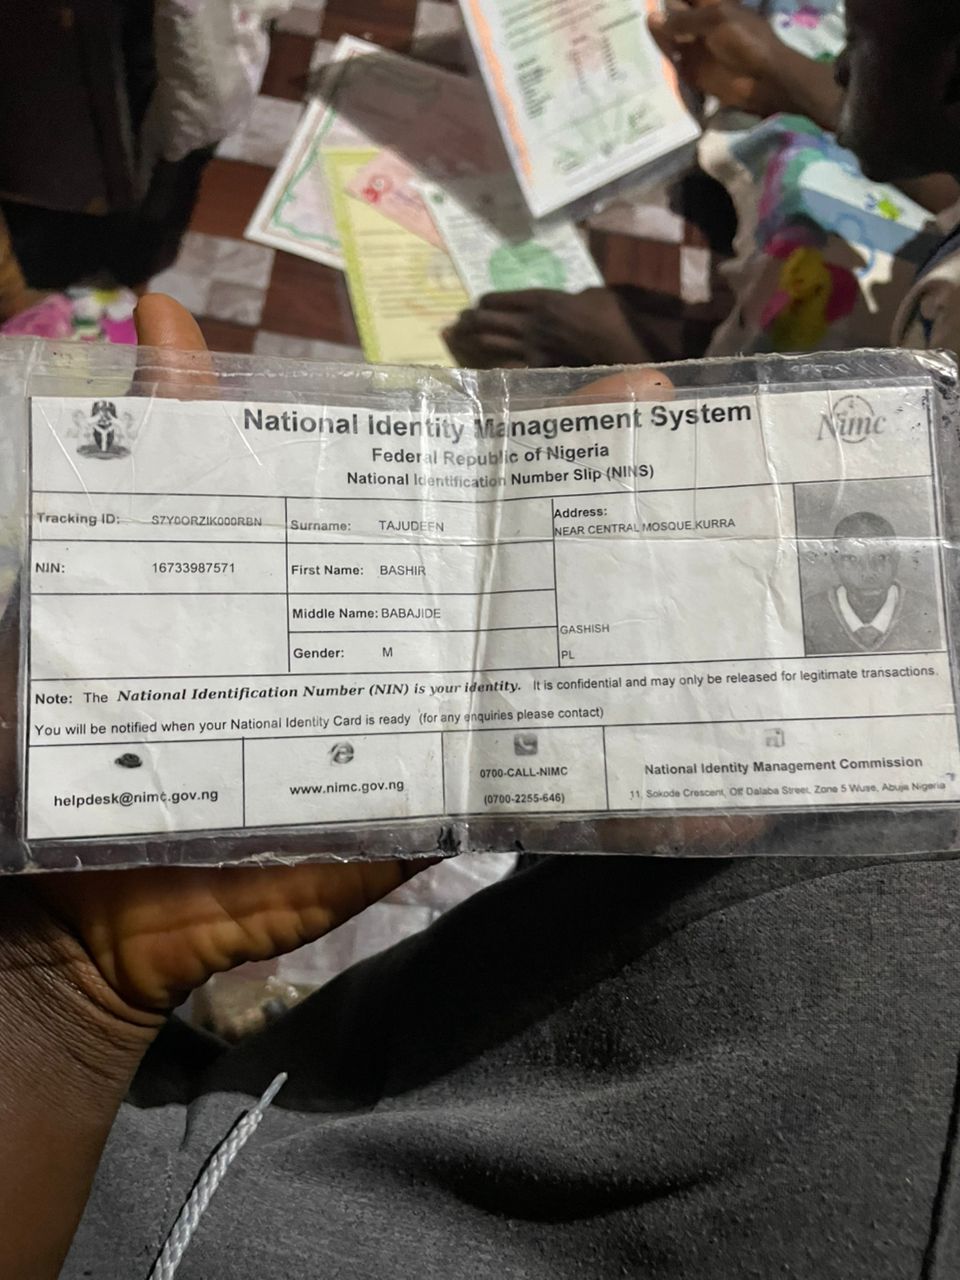 National Identity Management System
Federal Republic of Nigeria
National Identification Number Slip (NINS)
Nimc
Tracking ID: S7Y0ORZIK000RBN
Surname: TAJUDEEN
Address:
NEAR CENTRAL MOSQUE,KURRA
NIN: 16733987571
First Name: BASHIR
Middle Name: BABAJIDE
GASHISH
Gender: M
PL
Note: The National Identification Number (NIN) is your identity. It is confidential and may only be released for legitimate transactions.
You will be notified when your National Identity Card is ready (for any enquiries please contact)
helpdesk@nimc.gov.ng
www.nimc.gov.ng
0700-CALL-NIMC
(0700-2255-646)
National Identity Management Commission
11, Sokode Crescent, Off Dalaba Street, Zone 5 Wuse, Abuja Nigeria